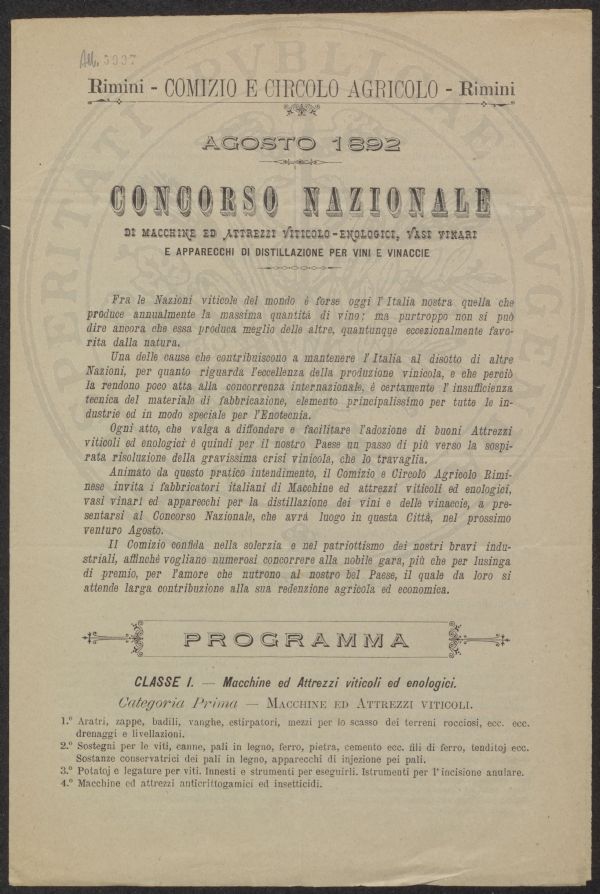 All. 5997
Rimini - COMIZIO E CIRCOLO AGRICOLO - Rimini
AGOSTO 1892
CONCORSO NAZIONALE
DI MACCHINE ED ATTREZZI VITICOLO-ENOLOGICI, VASI VINARI
E APPARECCHI DI DISTILLAZIONE PER VINI E VINACCIE
Fra le Nazioni viticole del mondo è forse oggi l'Italia nostra quella che
produce annualmente la massima quantità di vino; ma purtroppo non si può
dire ancora che essa produca meglio delle altre, quantunque eccezionalmente favo-
rita dalla natura.
Una delle cause che contribuiscono a mantenere l'Italia al disotto di altre
Nazioni, per quanto riguarda l'eccellenza della produzione vinicola, e che perciò
la rendono poco atta alla concorrenza internazionale, è certamente l'insufficienza
tecnica del materiale di fabbricazione, elemento principalissimo per tutte le in-
dustrie ed in modo speciale per l'Enotecnia.
Ogni atto, che valga a diffondere e facilitare l'adozione di buoni Attrezzi
viticoli ed enologici è quindi per il nostro Paese un passo di più verso la sospi-
rata risoluzione della gravissima crisi vinicola, che lo travaglia.
Animato da questo pratico intendimento, il Comizio e Circolo Agricolo Rimi-
nese invita i fabbricatori italiani di Macchine ed attrezzi viticoli ed enologici,
vasi vinari ed apparecchi per la distillazione dei vini e delle vinaccie, a pre-
sentarsi al Concorso Nazionale, che avrà luogo in questa Città, nel prossimo
venturo Agosto.
Il Comizio confida nella solerzia e nel patriottismo dei nostri bravi indu-
striali, affinchè vogliano numerosi concorrere alla nobile gara, più che per lusinga
di premio, per l'amore che nutrono al nostro bel Paese, il quale da loro si
attende larga contribuzione alla sua redenzione agricola ed economica.
PROGRAMMA
CLASSE I. — Macchine ed Attrezzi viticoli ed enologici.
Categoria Prima — MACCHINE ED ATTREZZI VITICOLI.
1.° Aratri, zappe, badili, vanghe, estirpatori, mezzi per lo scasso dei terreni rocciosi, ecc. ecc.
drenaggi e livellazioni.
2.° Sostegni per le viti, canne, pali in legno, ferro, pietra, cemento ecc. fili di ferro, tenditoj ecc.
Sostanze conservatrici dei pali in legno, apparecchi di injezione pei pali.
3.° Potatoj e legature per viti. Innesti e strumenti per eseguirli. Istrumenti per l'incisione anulare.
4.° Macchine ed attrezzi anticrittogamici ed insetticidi.